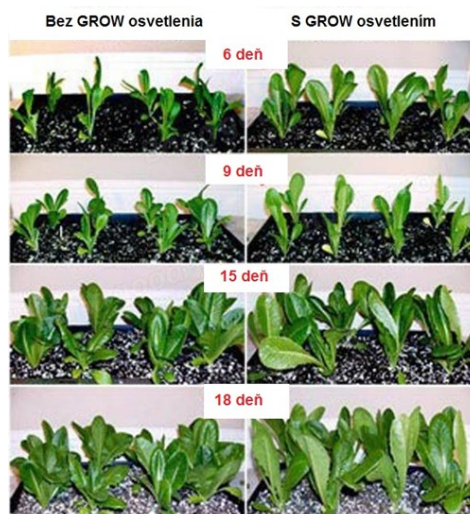 Bez GROW osvetlenia
S GROW osvetlením
6 deň
9 deň
15 deň
18 deň